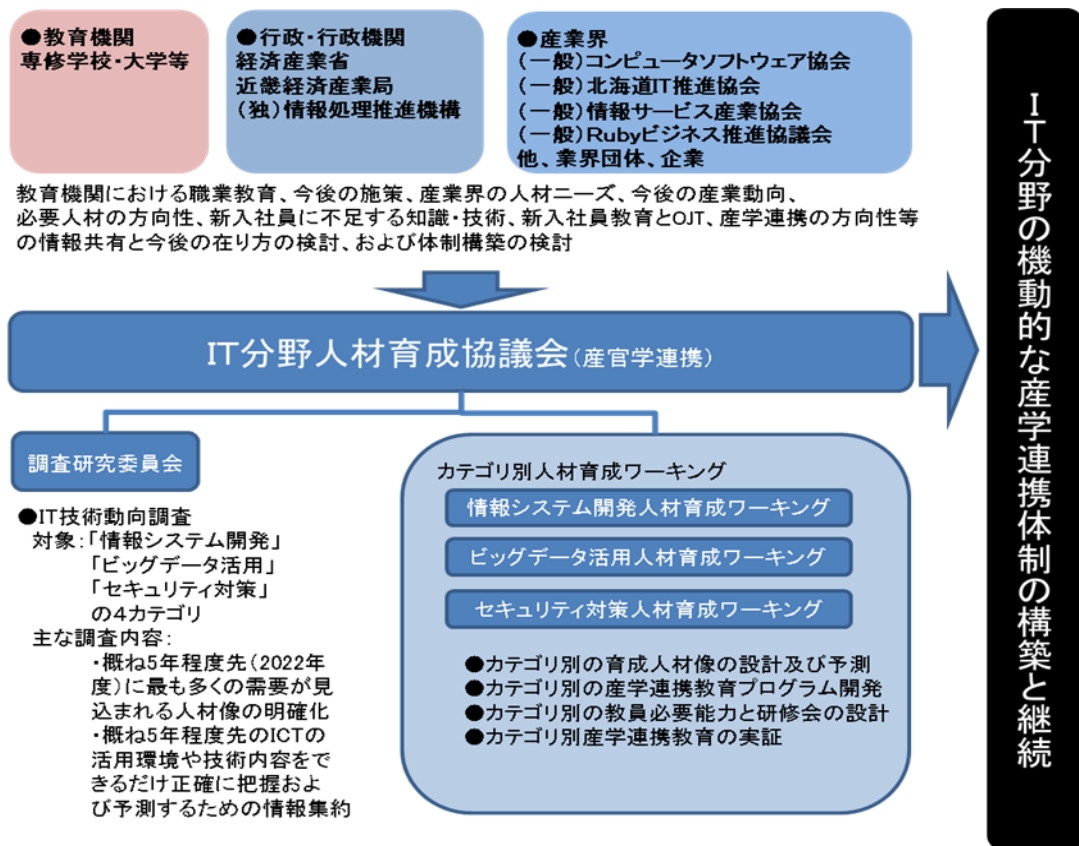 ●教育機関
専修学校・大学等
●行政・行政機関
経済産業省
近畿経済産業局
(独)情報処理推進機構
●産業界
(一般)コンピュータソフトウェア協会
(一般)北海道IT推進協会
(一般)情報サービス産業協会
(一般)Rubyビジネス推進協議会
他、業界団体、企業
教育機関における職業教育、今後の施策、産業界の人材ニーズ、今後の産業動向、
必要人材の方向性、新入社員に不足する知識・技術、新入社員教育とOJT、産学連携の方向性等
の情報共有と今後の在り方の検討、および体制構築の検討
IT分野人材育成協議会(産官学連携)
調査研究委員会
●IT技術動向調査
対象:「情報システム開発」
「ビッグデータ活用」
「セキュリティ対策」
の4カテゴリ
主な調査内容:
・概ね5年程度先(2022年
度)に最も多くの需要が見
込まれる人材像の明確化
・概ね5年程度先のICTの
活用環境や技術内容をで
きるだけ正確に把握およ
び予測するための情報集約
カテゴリ別人材育成ワーキング
情報システム開発人材育成ワーキング
ビッグデータ活用人材育成ワーキング
セキュリティ対策人材育成ワーキング
●カテゴリ別の育成人材像の設計及び予測
●カテゴリ別の産学連携教育プログラム開発
●カテゴリ別の教員必要能力と研修会の設計
●カテゴリ別産学連携教育の実証
IT分野の機動的な産学連携体制の構築と継続